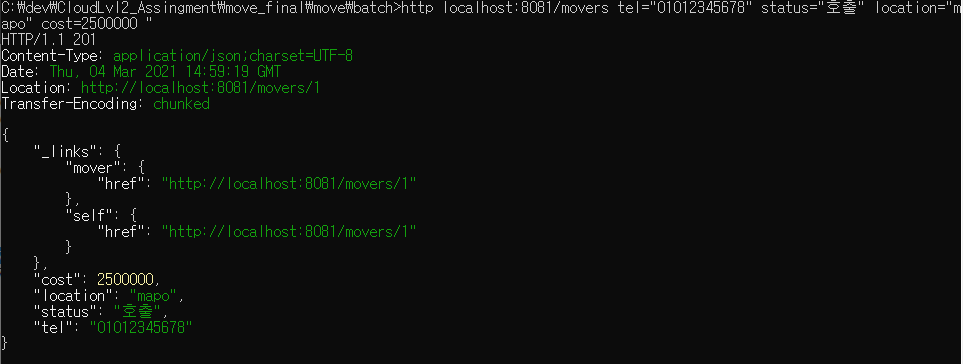 C:₩dev₩CloudLvl2_Assingment₩move_final₩move₩batch>http localhost:8081/movers tel="01012345678" status="호출" location="m
apo" cost=2500000 "
HTTP/1.1 201
Content-Type: application/json;charset=UTF-8
Date: Thu, 04 Mar 2021 14:59:19 GMT
Location: http://localhost:8081/movers/1
Transfer-Encoding: chunked
{
"_links": {
"mover": {
"href": "http://localhost:8081/movers/1"
},
"self": {
"href": "http://localhost:8081/movers/1"
}
},
"cost": 2500000,
"location": "mapo",
"status": "호출",
"tel": "01012345678"
}